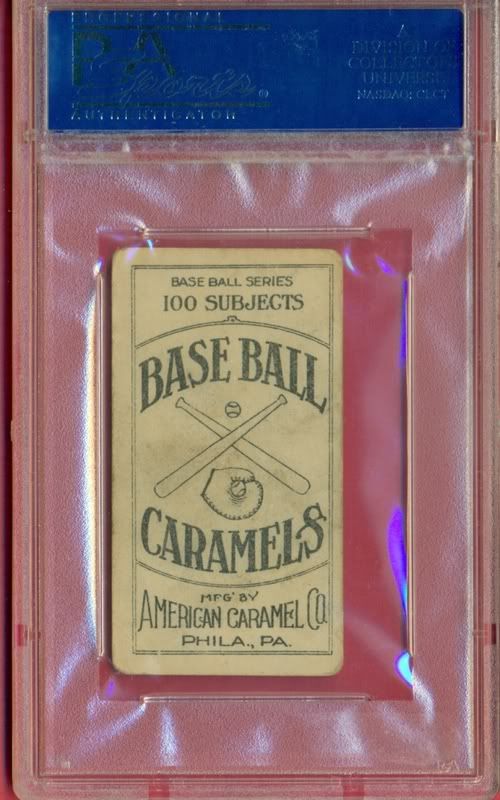 PROFESSIONAL
PSA
Sports ®
AUTHENTICATOR
A
DIVISION OF
COLLECTORS
UNIVERSE
NASDAQ: CLCT
BASE BALL SERIES
100 SUBJECTS
BASE BALL
CARAMELS
MFG' BY
AMERICAN CARAMEL Co.
PHILA., PA.